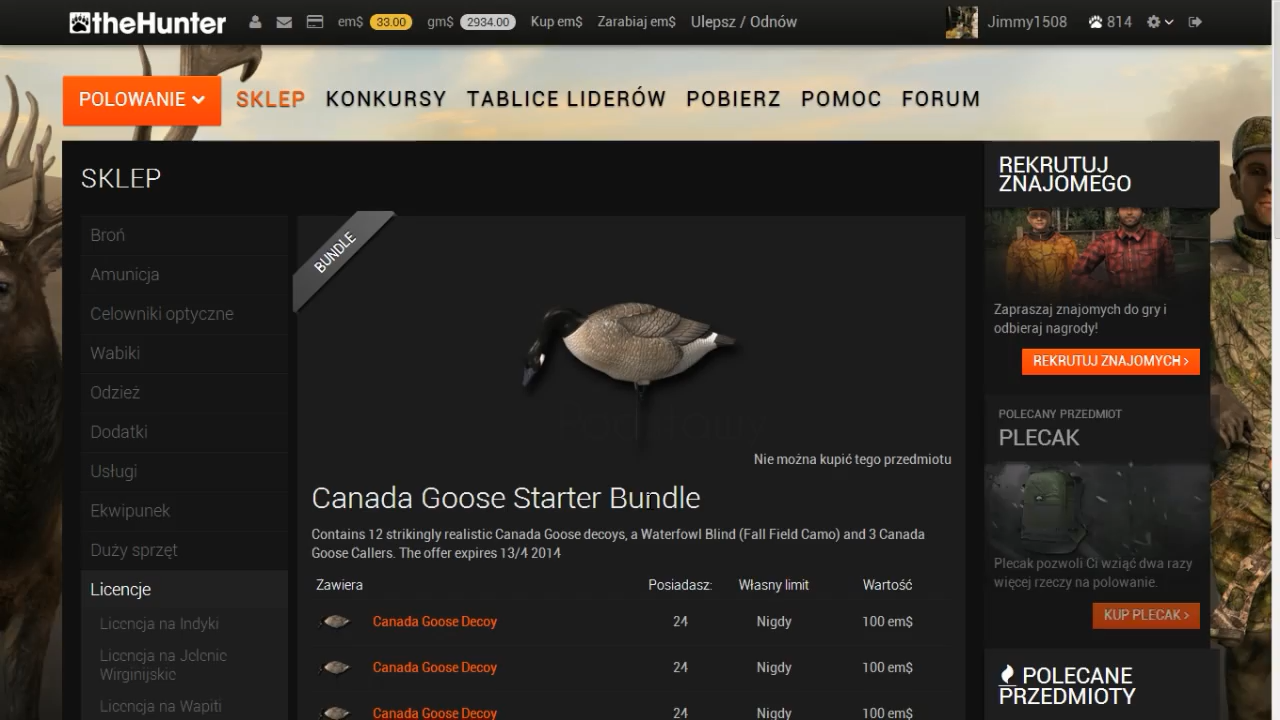 theHunter em$ 33.00 gm$ 2934.00 Kup em$ Zarabiaj em$ Ulepsz / Odnów Jimmy1508 814
POLOWANIE SKLEP KONKURSY TABLICE LIDERÓW POBIERZ POMOC FORUM
SKLEP
Broń
Amunicja
Celowniki optyczne
Wabiki
Odzież
Dodatki
Usługi
Ekwipunek
Duży sprzęt
Licencje
Licencja na Indyki
Licencja na Jelenie
Wirginijskie
Licencja na Wapiti
BUNDLE
Podstawy
Nie można kupić tego przedmiotu
Canada Goose Starter Bundle
Contains 12 strikingly realistic Canada Goose decoys, a Waterfowl Blind (Fall Field Camo) and 3 Canada
Goose Callers. The offer expires 13/4 2014
Zawiera Posiadasz: Własny limit Wartość
Canada Goose Decoy 24 Nigdy 100 em$
Canada Goose Decoy 24 Nigdy 100 em$
Canada Goose Decoy 24 Nigdy 100 em$
REKRUTUJ
ZNAJOMEGO
Zapraszaj znajomych do gry i
odbieraj nagrody!
REKRUTUJ ZNAJOMYCH ›
POLECANY PRZEDMIOT
PLECAK
Plecak pozwoli Ci wziąć dwa razy
więcej rzeczy na polowanie.
KUP PLECAK ›
POLECANE
PRZEDMIOTY